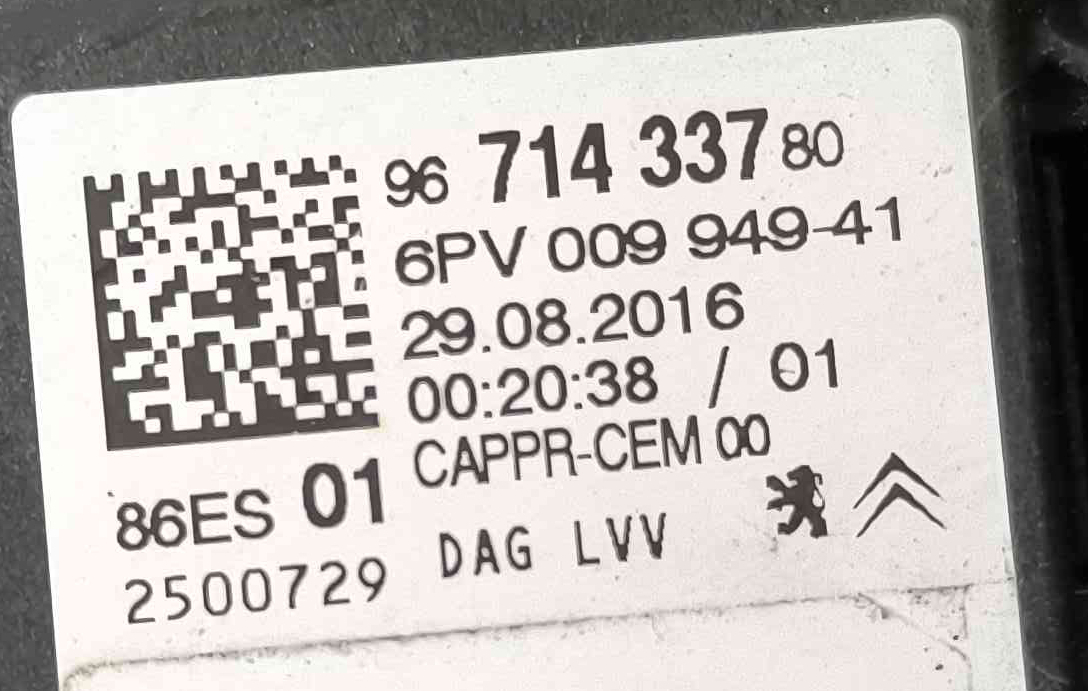 96 714 337 80
6PV 009 949-41
29.08.2016
00:20:38 / 01
CAPPR-CEM 00
86ES 01
2500729 DAG LVV